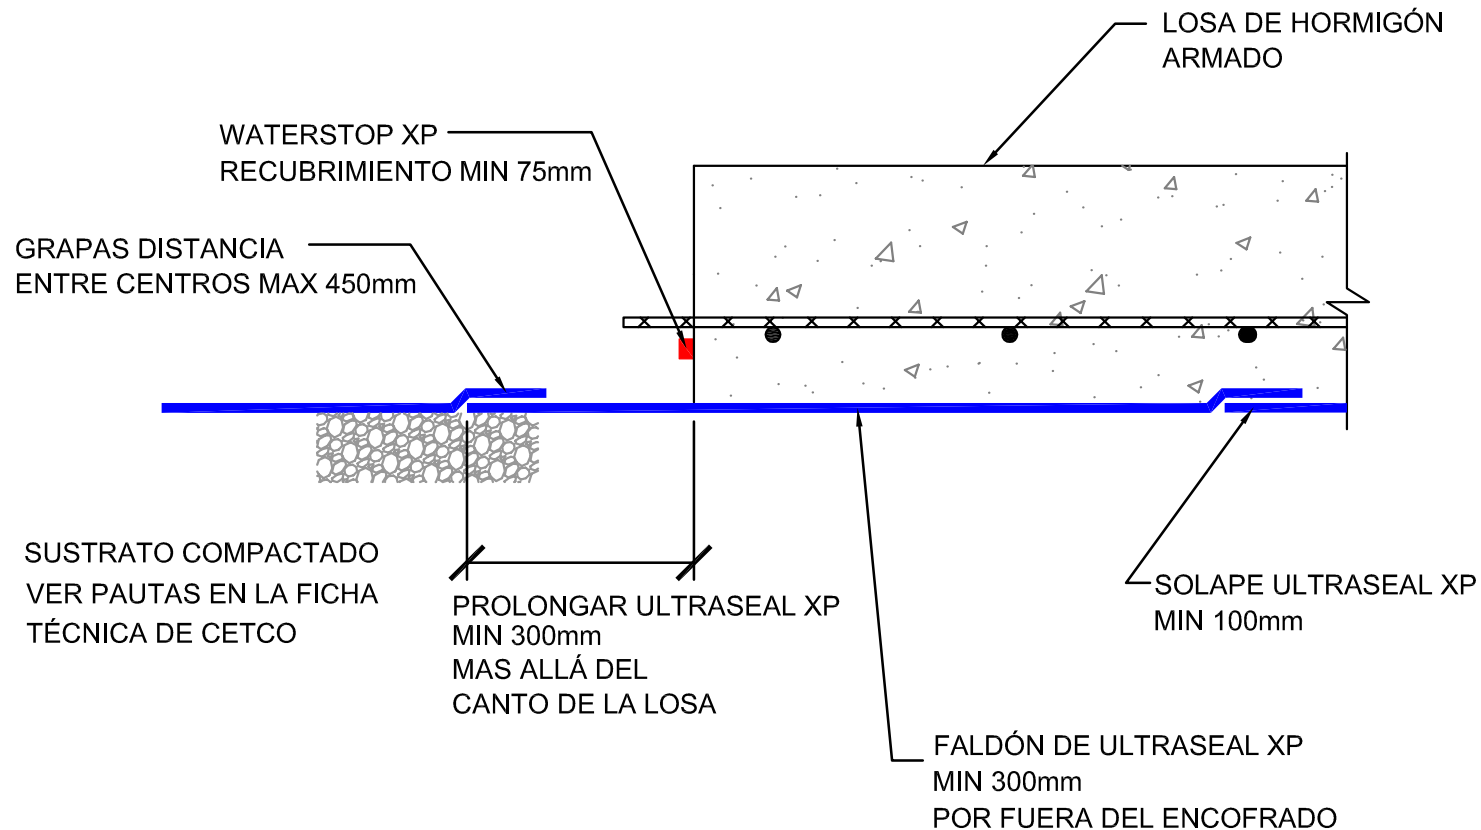 LOSA DE HORMIGÓN
ARMADO
WATERSTOP XP
RECUBRIMIENTO MIN 75mm
GRAPAS DISTANCIA
ENTRE CENTROS MAX 450mm
SUSTRATO COMPACTADO
VER PAUTAS EN LA FICHA
TÉCNICA DE CETCO
PROLONGAR ULTRASEAL XP
MIN 300mm
MAS ALLÁ DEL
CANTO DE LA LOSA
SOLAPE ULTRASEAL XP
MIN 100mm
FALDÓN DE ULTRASEAL XP
MIN 300mm
POR FUERA DEL ENCOFRADO